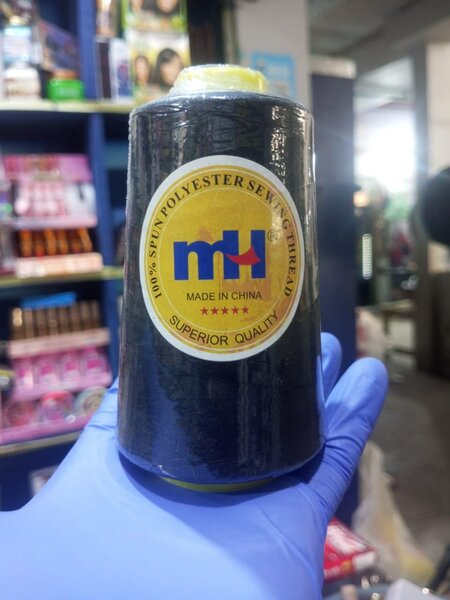 100% SPUN POLYESTER SEWING THREAD
mH®
MADE IN CHINA
★★★★★
SUPERIOR QUALITY